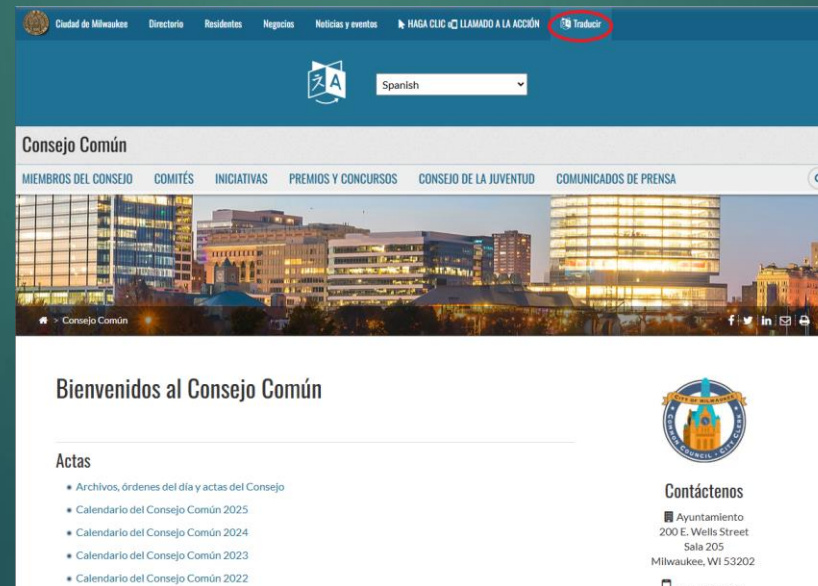 Ciudad de Milwaukee Directorio Residentes Negocios Noticias y eventos HAGA CLIC LLAMADO A LA ACCIÓN Traducir
Spanish
Consejo Común
MIEMBROS DEL CONSEJO COMITÉS INICIATIVAS PREMIOS Y CONCURSOS CONSEJO DE LA JUVENTUD COMUNICADOS DE PRENSA
> Consejo Común
Bienvenidos al Consejo Común
Actas
Archivos, órdenes del día y actas del Consejo
Calendario del Consejo Común 2025
Calendario del Consejo Común 2024
Calendario del Consejo Común 2023
Calendario del Consejo Común 2022
CITY OF MILWAUKEE
COMMON COUNCIL • CITY CLERK
Contáctenos
Ayuntamiento
200 E. Wells Street
Sala 205
Milwaukee, WI 53202